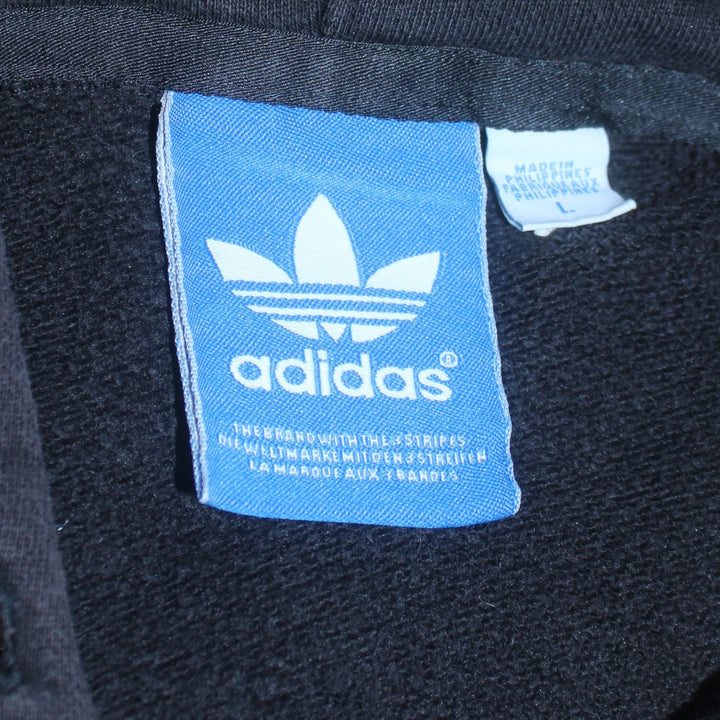 adidas®
THE BRAND WITH THE 3 STRIPES
DIE WELTMARKE MIT DEN 3 STREIFEN
LA MARQUE AUX 3 BANDES
MADE IN
PHILIPPINES
FABRIQUE AUX
PHILIPPINES
L.